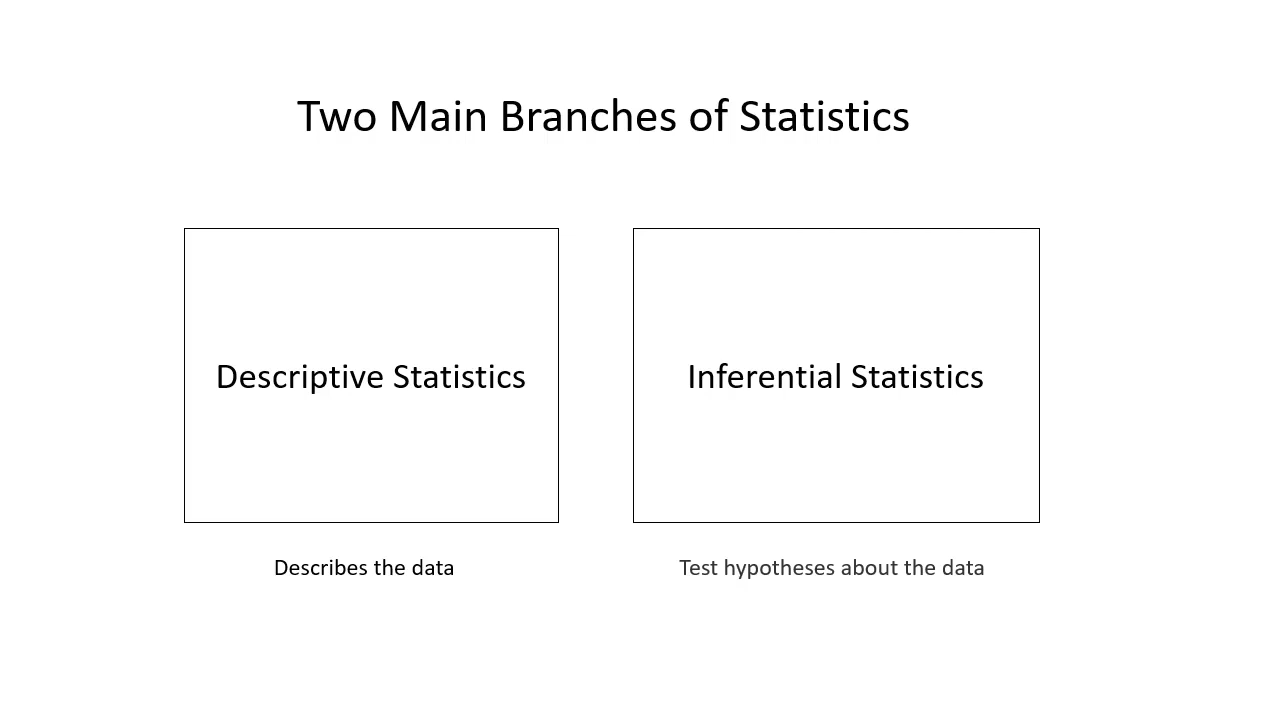 Two Main Branches of Statistics
Descriptive Statistics
Inferential Statistics
Describes the data
Test hypotheses about the data